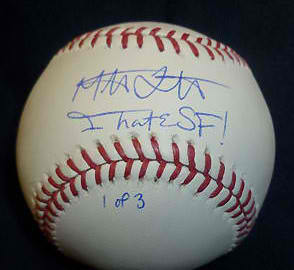 I hate SF!
1 of 3